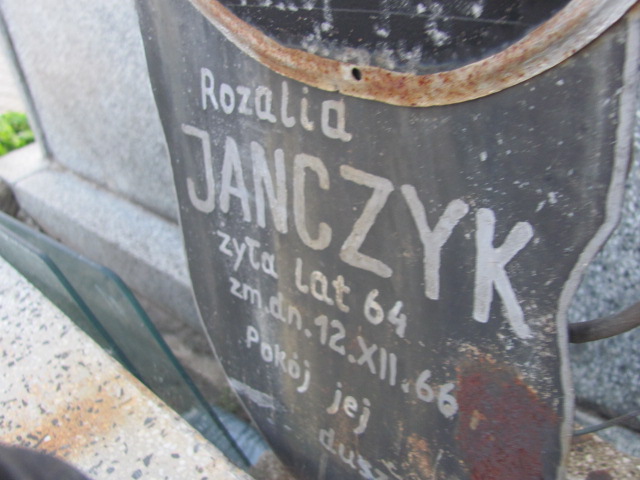 Rozalia
JANCZYK
żyła lat 64
zm.dn.12.XII.66
Pokój jej